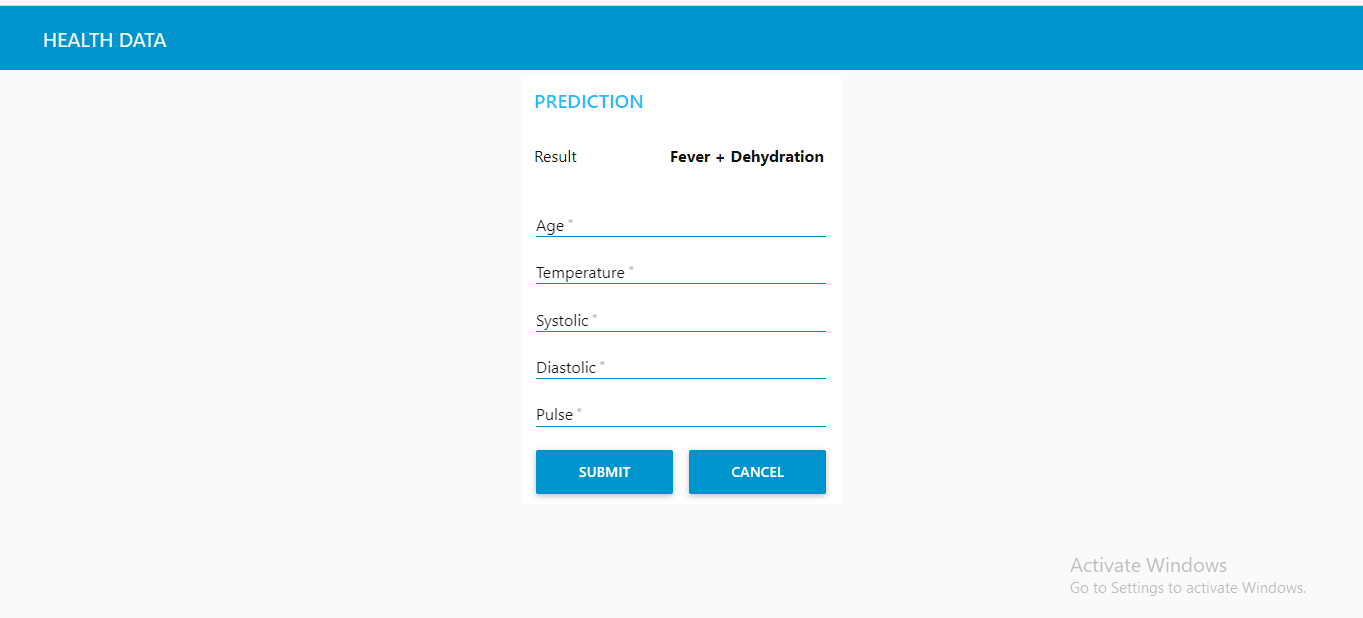 HEALTH DATA
PREDICTION
Result Fever + Dehydration
Age *
Temperature *
Systolic *
Diastolic *
Pulse *
SUBMIT CANCEL
Activate Windows
Go to Settings to activate Windows.